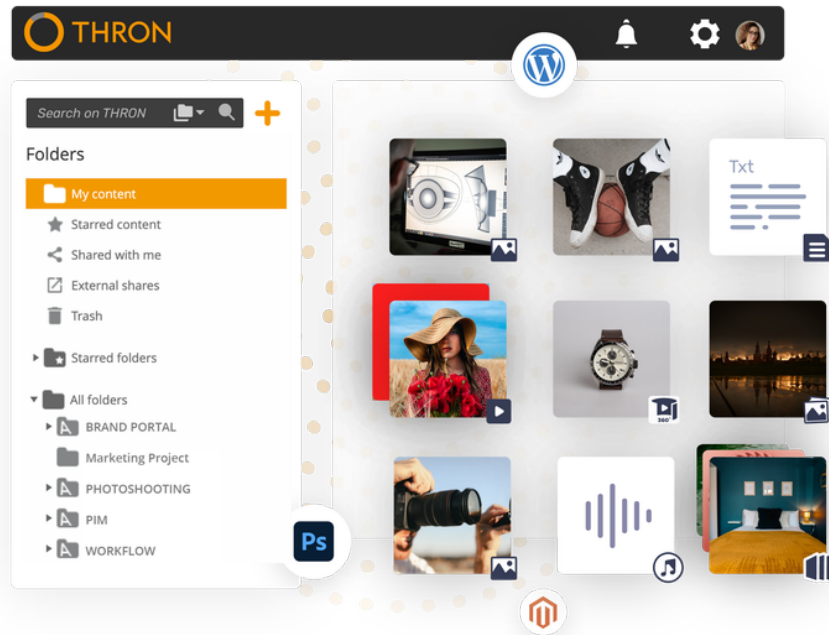 THRON
Search on THRON
Folders
My content
Starred content
Shared with me
External shares
Trash
Starred folders
All folders
BRAND PORTAL
Marketing Project
PHOTOSHOOTING
PIM
WORKFLOW
Txt
360°
Ps